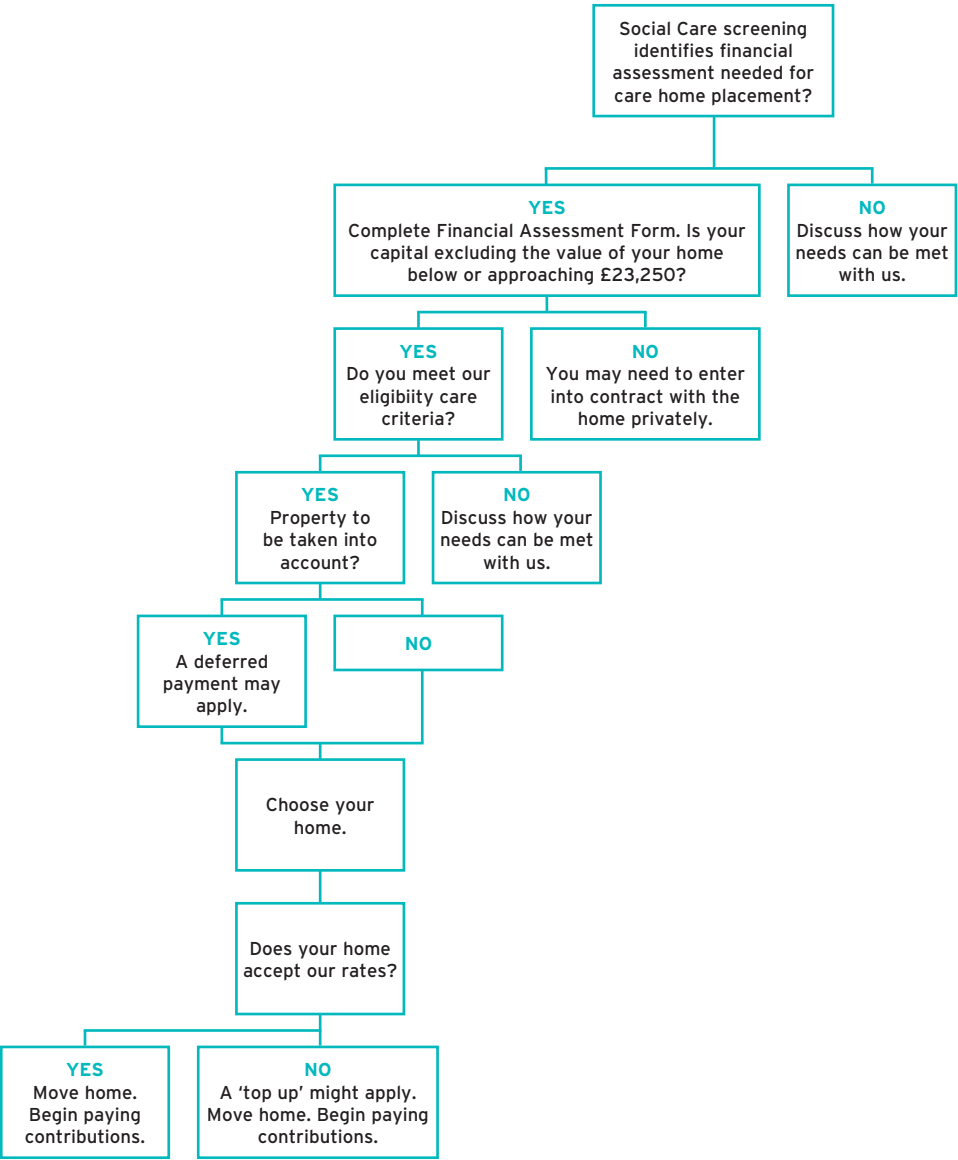 Social Care screening
identifies financial
assessment needed for
care home placement?
YES
Complete Financial Assessment Form. Is your
capital excluding the value of your home
below or approaching £23,250?
NO
Discuss how your
needs can be met
with us.
YES
Do you meet our
eligibiity care
criteria?
NO
You may need to enter
into contract with the
home privately.
YES
Property to
be taken into
account?
NO
Discuss how your
needs can be met
with us.
YES
A deferred
payment may
apply.
NO
Choose your
home.
Does your home
accept our rates?
YES
Move home.
Begin paying
contributions.
NO
A ‘top up’ might apply.
Move home. Begin paying
contributions.